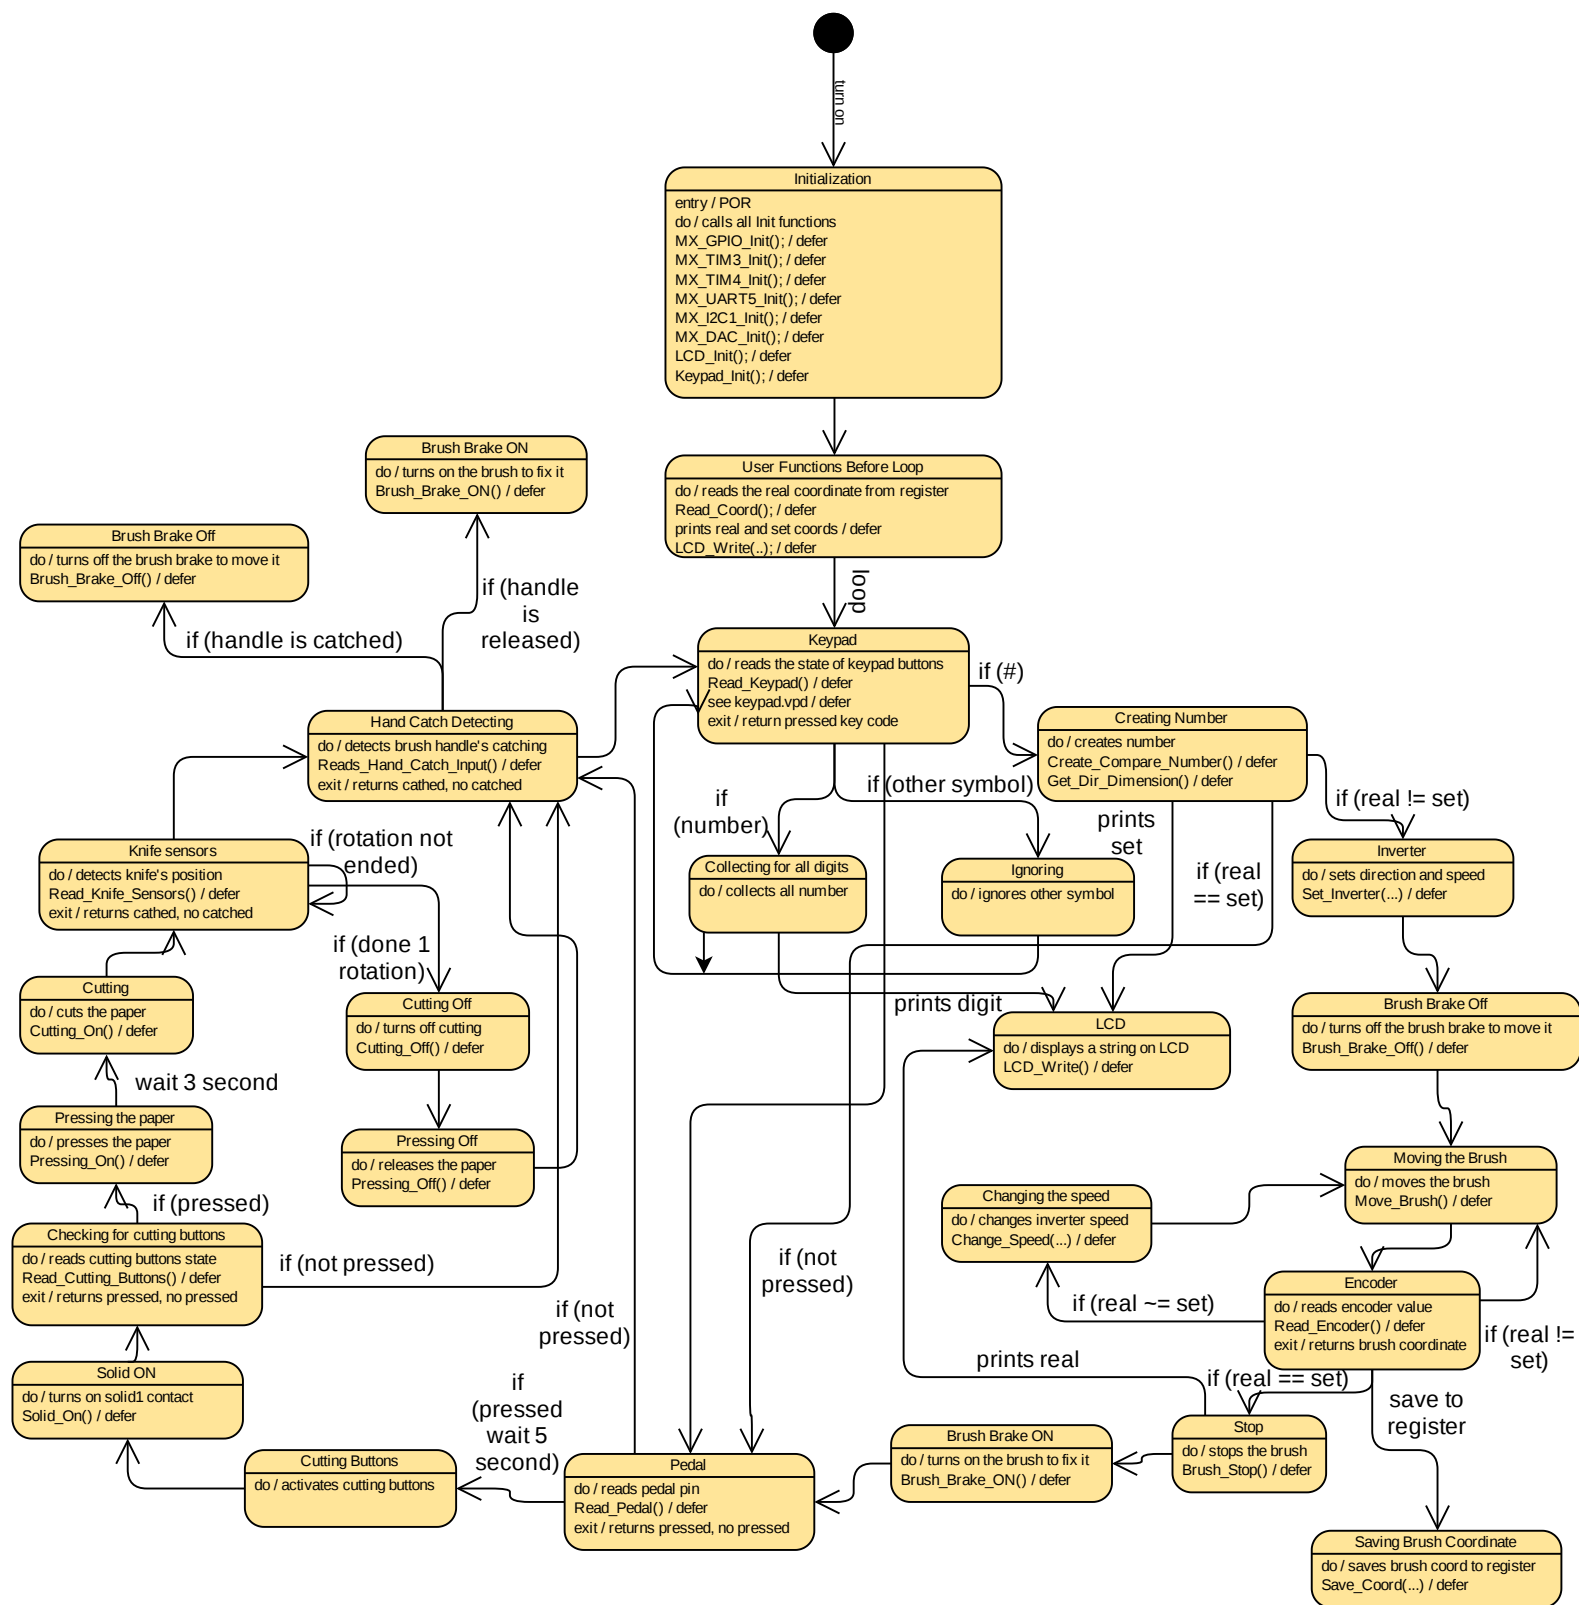 turn on
Initialization
entry / POR
do / calls all Init functions
MX_GPIO_Init(); / defer
MX_TIM3_Init(); / defer
MX_TIM4_Init(); / defer
MX_UART5_Init(); / defer
MX_I2C1_Init(); / defer
MX_DAC_Init(); / defer
LCD_Init(); / defer
Keypad_Init(); / defer
Brush Brake ON
do / turns on the brush to fix it
Brush_Brake_ON() / defer
User Functions Before Loop
do / reads the real coordinate from register
Read_Coord(); / defer
prints real and set coords / defer
LCD_Write(..); / defer
Brush Brake Off
do / turns off the brush brake to move it
Brush_Brake_Off() / defer
if (handle
is
released)
if (handle is catched)
loop
Keypad
do / reads the state of keypad buttons
Read_Keypad() / defer
see keypad.vpd / defer
exit / return pressed key code
if (#)
Hand Catch Detecting
do / detects brush handle's catching
Reads_Hand_Catch_Input() / defer
exit / returns cathed, no catched
Creating Number
do / creates number
Create_Compare_Number() / defer
Get_Dir_Dimension() / defer
if
(number)
if (other symbol)
prints
set
if (real != set)
if (real
== set)
if (rotation not
ended)
Knife sensors
do / detects knife's position
Read_Knife_Sensors() / defer
exit / returns cathed, no catched
Collecting for all digits
do / collects all number
Ignoring
do / ignores other symbol
Inverter
do / sets direction and speed
Set_Inverter(...) / defer
if (done 1
rotation)
Cutting
do / cuts the paper
Cutting_On() / defer
Cutting Off
do / turns off cutting
Cutting_Off() / defer
prints digit
LCD
do / displays a string on LCD
LCD_Write() / defer
Brush Brake Off
do / turns off the brush brake to move it
Brush_Brake_Off() / defer
wait 3 second
Pressing the paper
do / presses the paper
Pressing_On() / defer
Pressing Off
do / releases the paper
Pressing_Off() / defer
Moving the Brush
do / moves the brush
Move_Brush() / defer
Changing the speed
do / changes inverter speed
Change_Speed(...) / defer
if (pressed)
Checking for cutting buttons
do / reads cutting buttons state
Read_Cutting_Buttons() / defer
exit / returns pressed, no pressed
if (not pressed)
if (not
pressed)
if (not
pressed)
if (real ~= set)
Encoder
do / reads encoder value
Read_Encoder() / defer
exit / returns brush coordinate
if (real !=
set)
Solid ON
do / turns on solid1 contact
Solid_On() / defer
prints real
if (real == set)
save to
register
if
(pressed
wait 5
second)
Stop
do / stops the brush
Brush_Stop() / defer
Brush Brake ON
do / turns on the brush to fix it
Brush_Brake_ON() / defer
Cutting Buttons
do / activates cutting buttons
Pedal
do / reads pedal pin
Read_Pedal() / defer
exit / returns pressed, no pressed
Saving Brush Coordinate
do / saves brush coord to register
Save_Coord(...) / defer